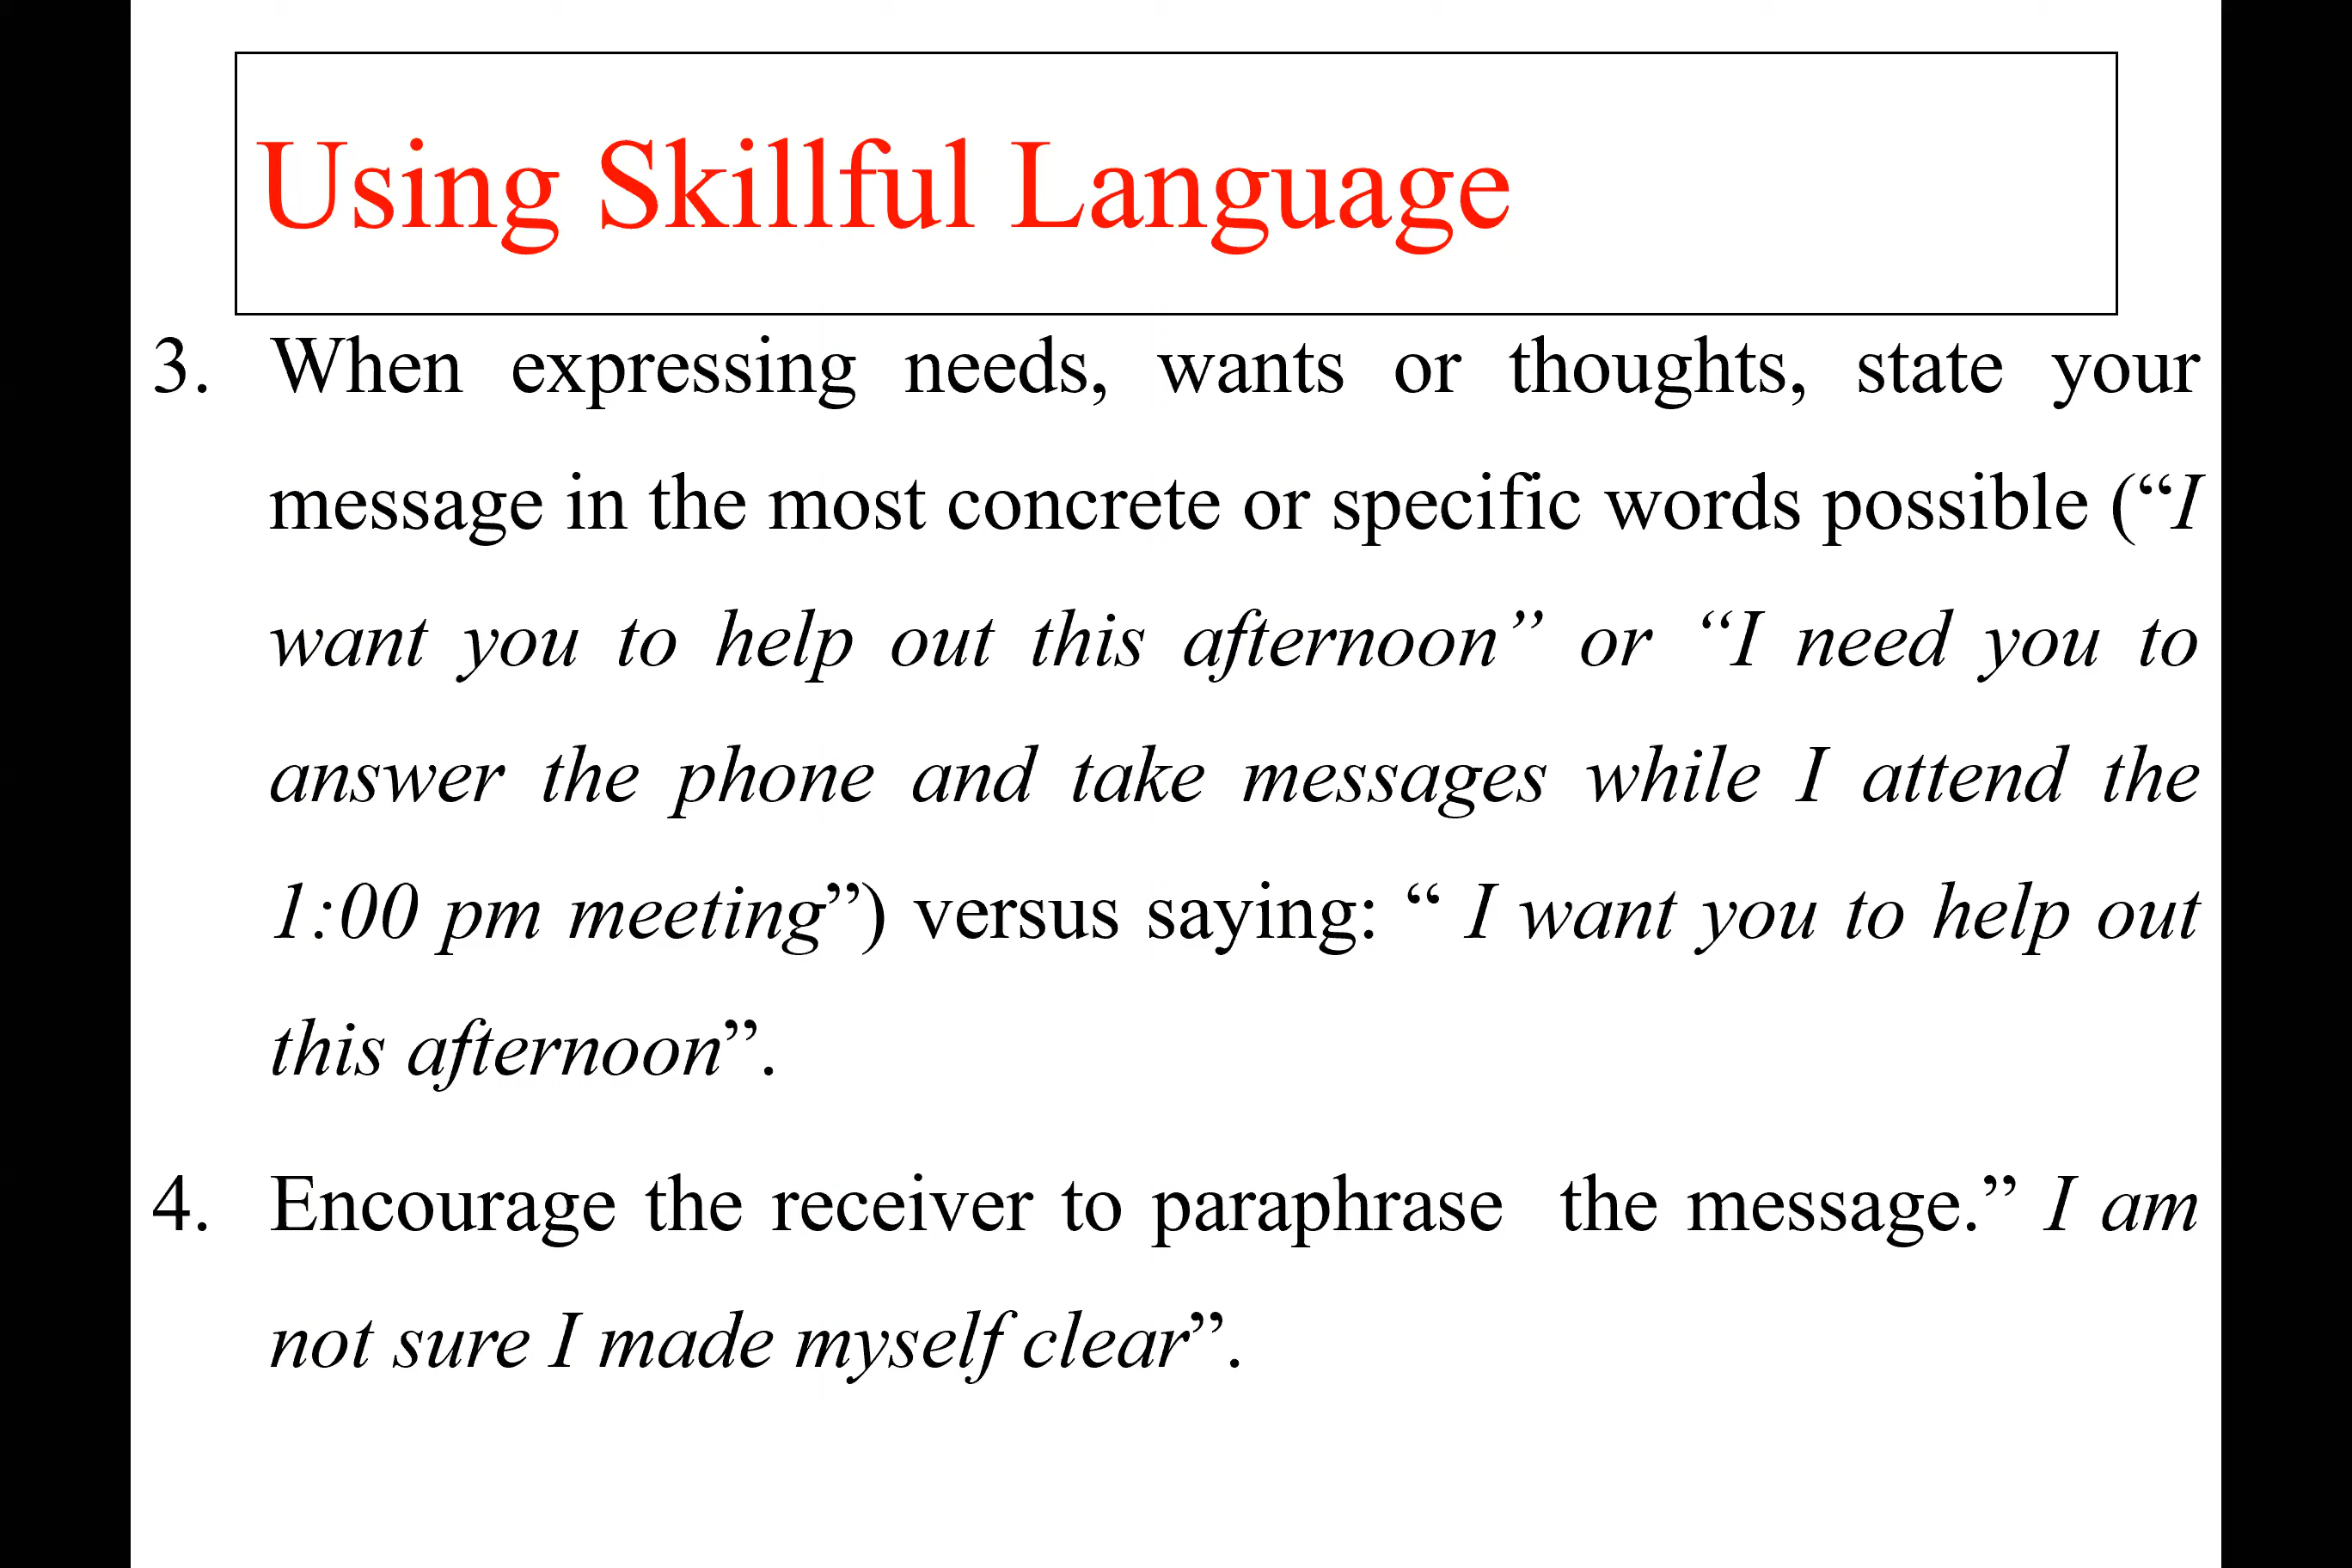 Using Skillful Language
3. When expressing needs, wants or thoughts, state your
message in the most concrete or specific words possible (“I
want you to help out this afternoon” or “I need you to
answer the phone and take messages while I attend the
1:00 pm meeting”) versus saying: “ I want you to help out
this afternoon”.
4. Encourage the receiver to paraphrase  the message.” I am
not sure I made myself clear”.